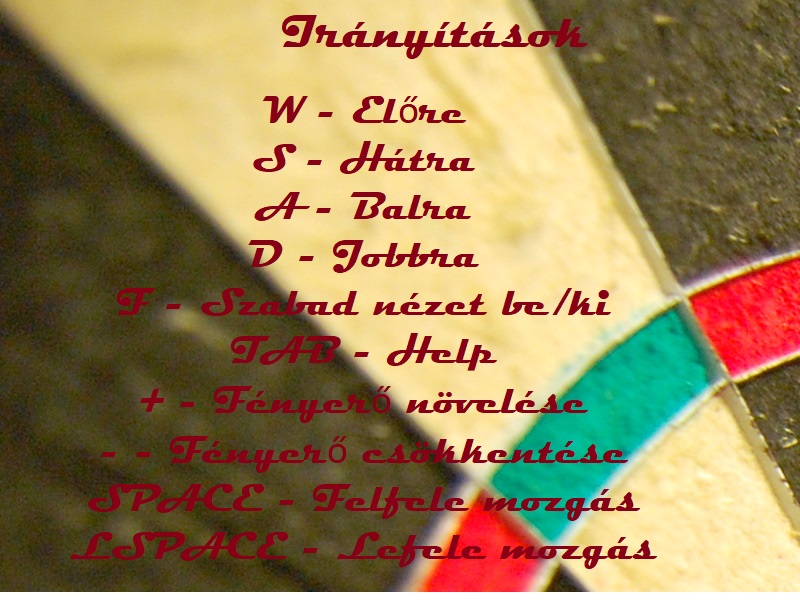 Irányítások
W - Előre
S - Hátra
A - Balra
D - Jobbra
F - Szabad nézet be/ki
TAB - Help
+ - Fényerő növelése
- - Fényerő csökkentése
SPACE - Felfele mozgás
LSPACE - Lefele mozgás